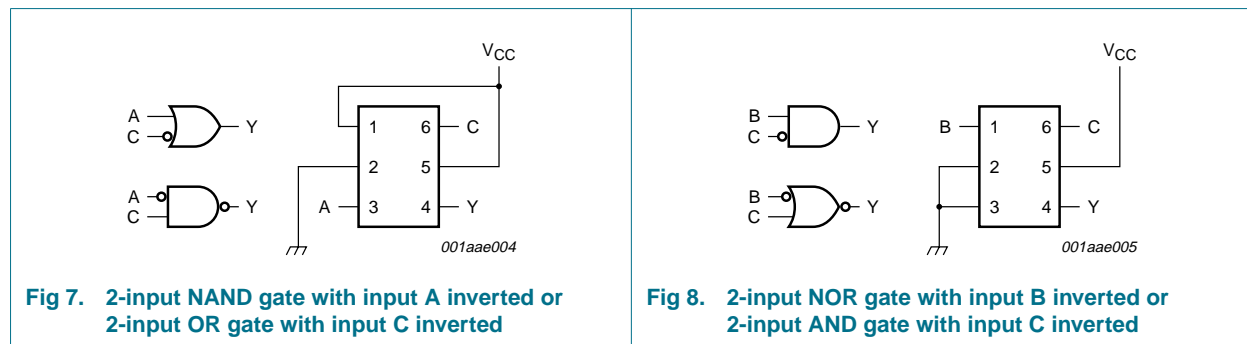 VCC
A
C
Y
1 6 C
2 5
A
C
Y
A 3 4 Y
001aae004
Fig 7. 2-input NAND gate with input A inverted or
2-input OR gate with input C inverted
VCC
B
C
Y
B 1 6 C
2 5
B
C
Y
3 4 Y
001aae005
Fig 8. 2-input NOR gate with input B inverted or
2-input AND gate with input C inverted